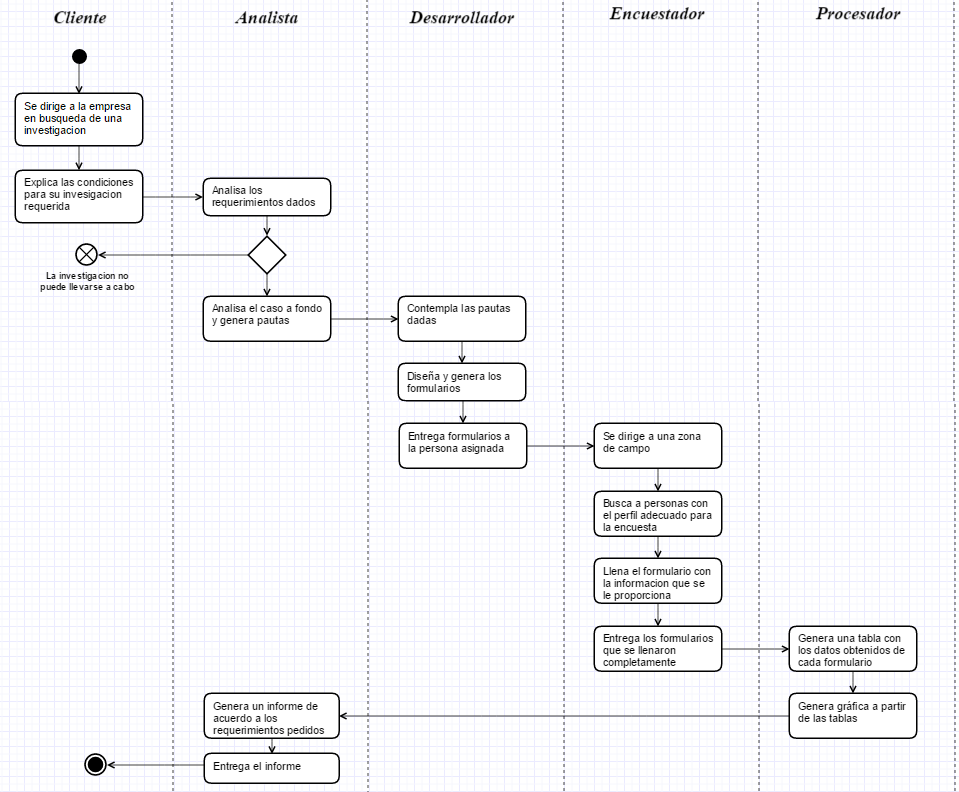 Cliente
Analista
Desarrollador
Encuestador
Procesador
Se dirige a la empresa
en busqueda de una
investigacion
Explica las condiciones
para su invesigacion
requerida
Analisa los
requerimientos dados
La investigacion no
puede llevarse a cabo
Analisa el caso a fondo
y genera pautas
Contempla las pautas
dadas
Diseña y genera los
formularios
Entrega formularios a
la persona asignada
Se dirige a una zona
de campo
Busca a personas con
el perfil adecuado para
la encuesta
Llena el formulario con
la informacion que se
le proporciona
Entrega los formularios
que se llenaron
completamente
Genera una tabla con
los datos obtenidos de
cada formulario
Genera gráfica a partir
de las tablas
Genera un informe de
acuerdo a los
requerimientos pedidos
Entrega el informe